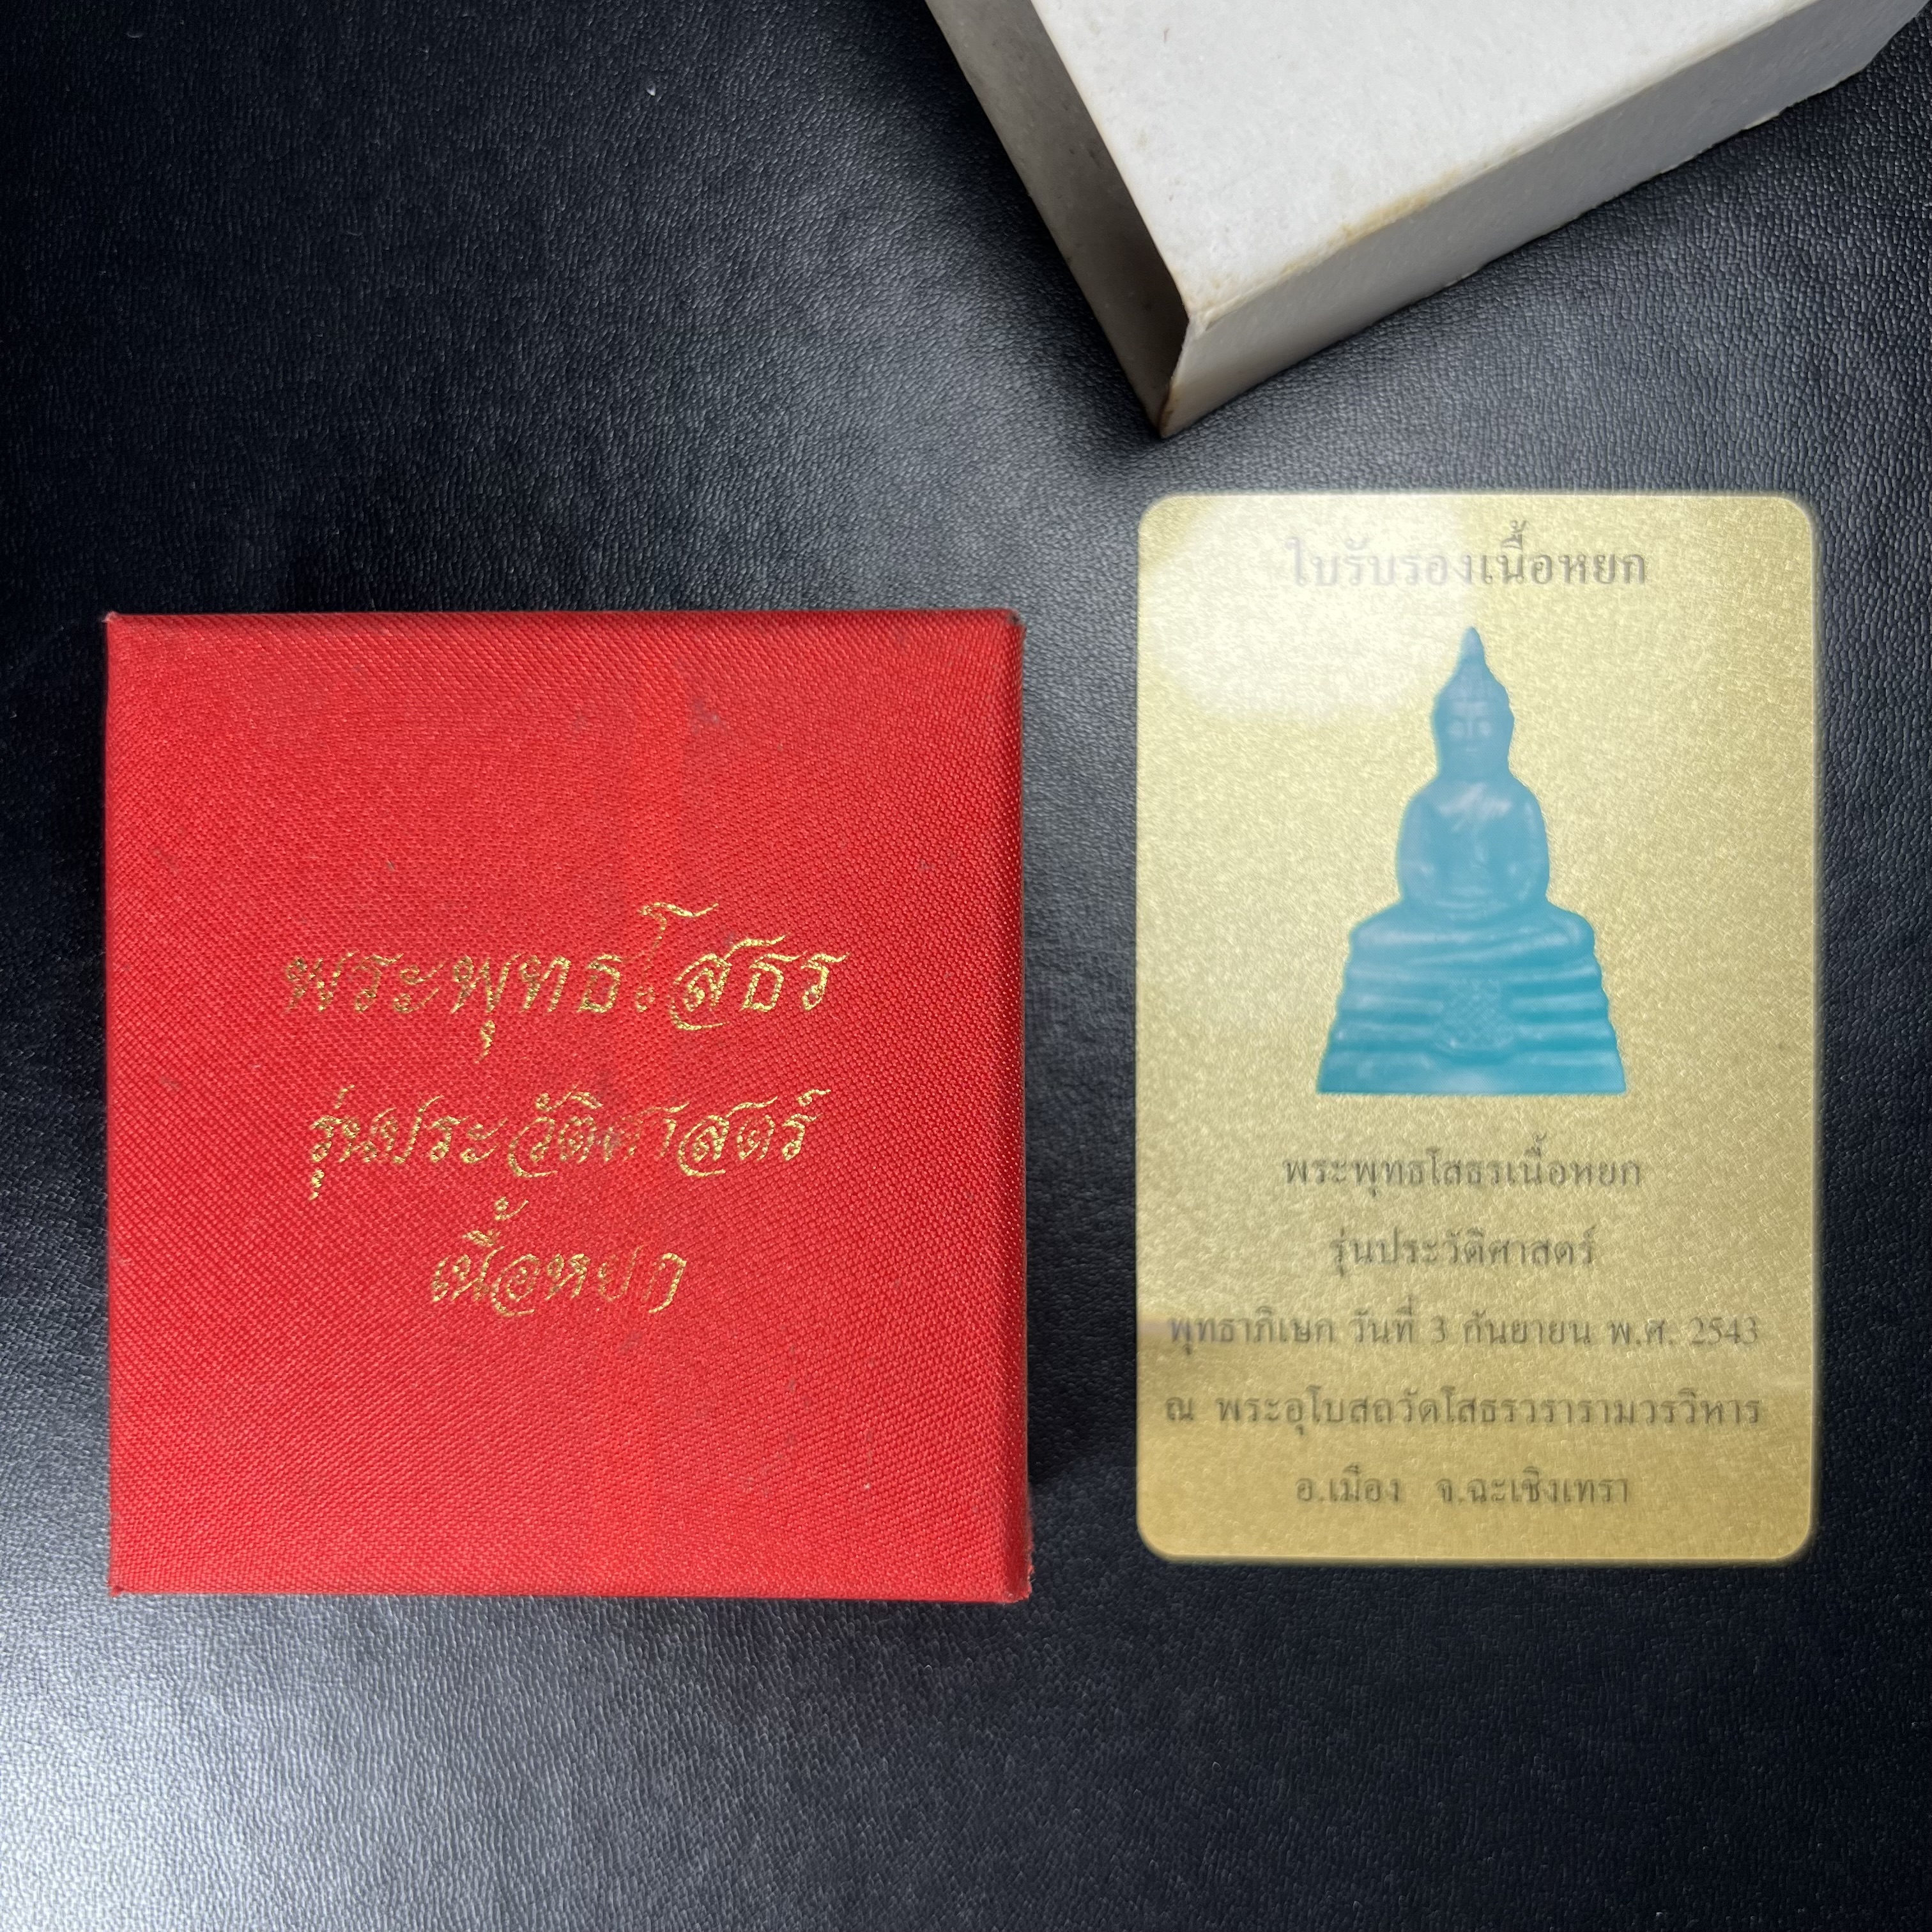 พระพุทธโสธร
รุ่นประวัติศาสตร์
เนื้อหยก
ใบรับรองเนื้อหยก
พระพุทธโสธรเนื้อหยก
รุ่นประวัติศาสตร์
พุทธาภิเษก วันที่ 3 กันยายน พ.ศ. 2543
ณ พระอุโบสถวัดโสธรวรารามวรวิหาร
อ.เมือง จ.ฉะเชิงเทรา